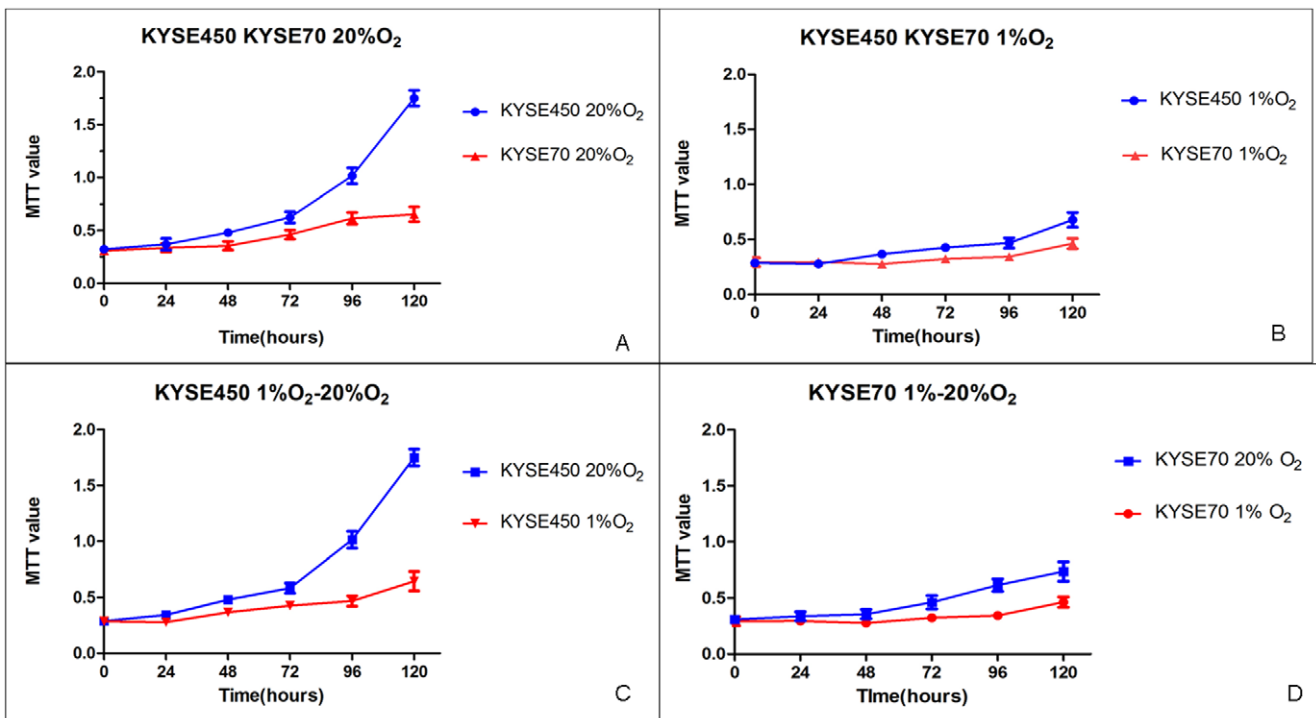 KYSE450 KYSE70 20%O₂
MTT value
2.0
1.5
1.0
0.5
0.0
0 24 48 72 96 120
Time(hours)
KYSE450 20%O₂
KYSE70 20%O₂
A
KYSE450 KYSE70 1%O₂
MTT value
2.0
1.5
1.0
0.5
0.0
0 24 48 72 96 120
Time(hours)
KYSE450 1%O₂
KYSE70 1%O₂
B
KYSE450 1%O₂-20%O₂
MTT value
2.0
1.5
1.0
0.5
0.0
0 24 48 72 96 120
Time(hours)
KYSE450 20%O₂
KYSE450 1%O₂
C
KYSE70 1%-20%O₂
MTT value
2.0
1.5
1.0
0.5
0.0
0 24 48 72 96 120
TIme(hours)
KYSE70 20% O₂
KYSE70 1% O₂
D